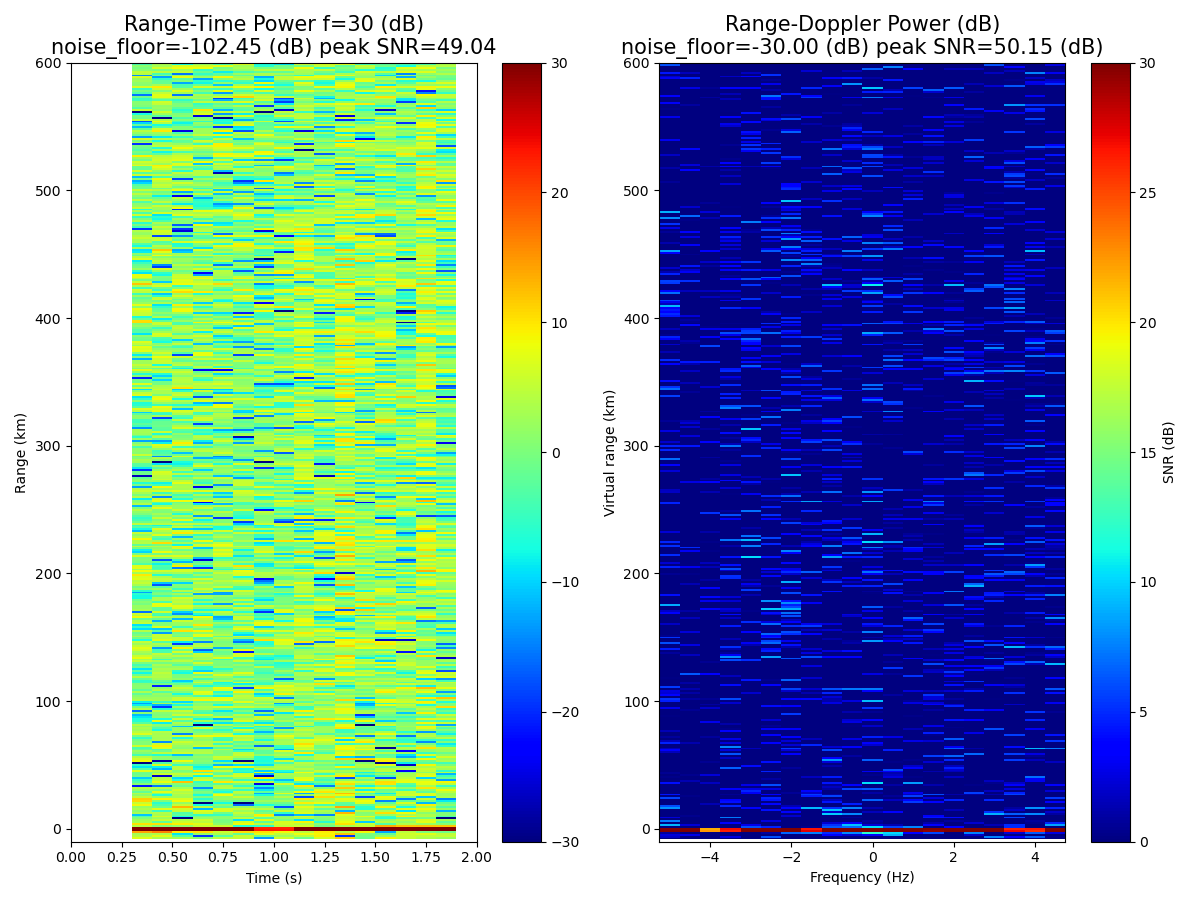 Range-Time Power f=30 (dB)
noise_floor=-102.45 (dB) peak SNR=49.04
Range-Doppler Power (dB)
noise_floor=-30.00 (dB) peak SNR=50.15 (dB)
600
500
400
300
200
100
0
Range (km)
0.00 0.25 0.50 0.75 1.00 1.25 1.50 1.75 2.00
Time (s)
30
20
10
0
−10
−20
−30
600
500
400
300
200
100
0
Virtual range (km)
−4 −2 0 2 4
Frequency (Hz)
30
25
20
15
10
5
0
SNR (dB)